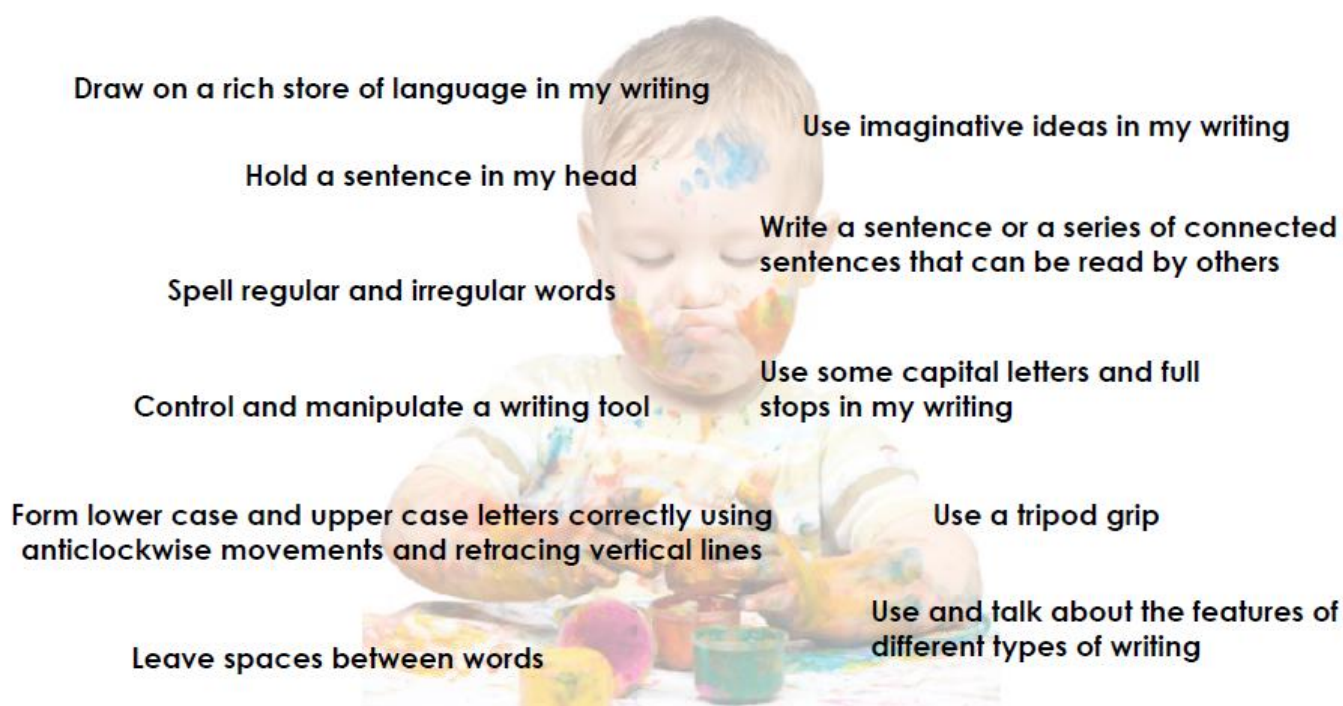 Draw on a rich store of language in my writing
Use imaginative ideas in my writing
Hold a sentence in my head
Write a sentence or a series of connected
sentences that can be read by others
Spell regular and irregular words
Use some capital letters and full
stops in my writing
Control and manipulate a writing tool
Form lower case and upper case letters correctly using
anticlockwise movements and retracing vertical lines
Use a tripod grip
Use and talk about the features of
different types of writing
Leave spaces between words